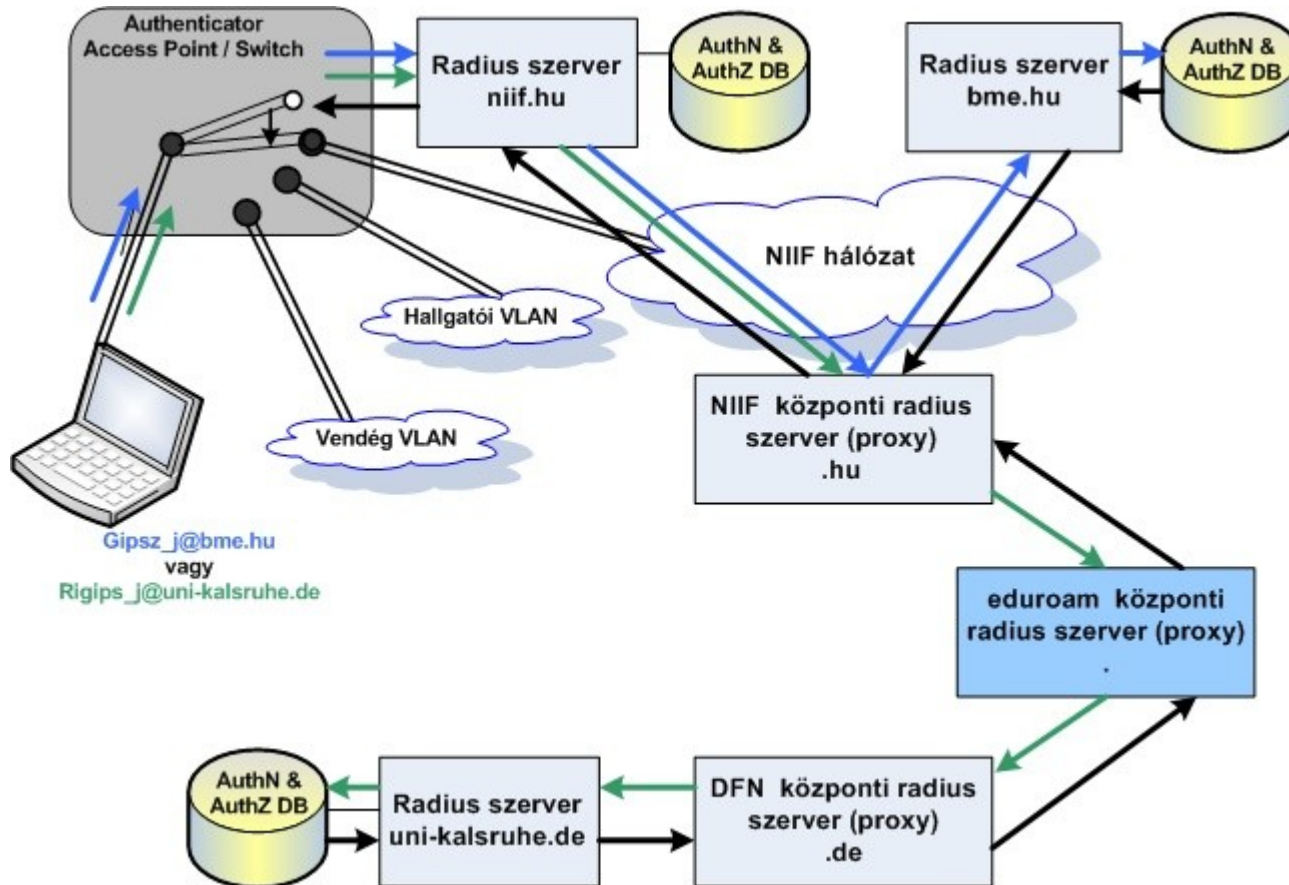 Authenticator
Access Point / Switch
Radius szerver
niif.hu
AuthN &
AuthZ DB
Radius szerver
bme.hu
AuthN &
AuthZ DB
NIIF hálózat
Hallgatói VLAN
Vendég VLAN
NIIF központi radius
szerver (proxy)
.hu
Gipsz_j@bme.hu
vagy
Rigips_j@uni-kalsruhe.de
eduroam központi
radius szerver (proxy)
.
AuthN &
AuthZ DB
Radius szerver
uni-kalsruhe.de
DFN központi radius
szerver (proxy)
.de